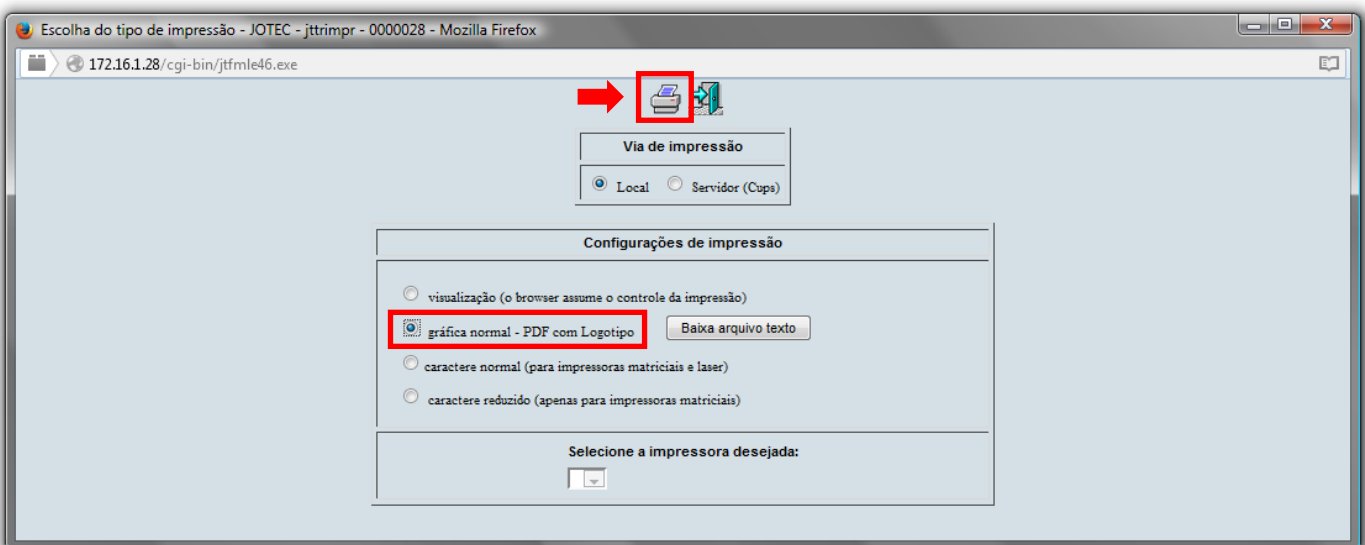 Escolha do tipo de impressão - JOTEC - jttrimpr - 0000028 - Mozilla Firefox
172.16.1.28/cgi-bin/jtfmle46.exe
Via de impressão
Local Servidor (Cups)
Configurações de impressão
visualização (o browser assume o controle da impressão)
gráfica normal - PDF com Logotipo Baixa arquivo texto
caractere normal (para impressoras matriciais e laser)
caractere reduzido (apenas para impressoras matriciais)
Selecione a impressora desejada: